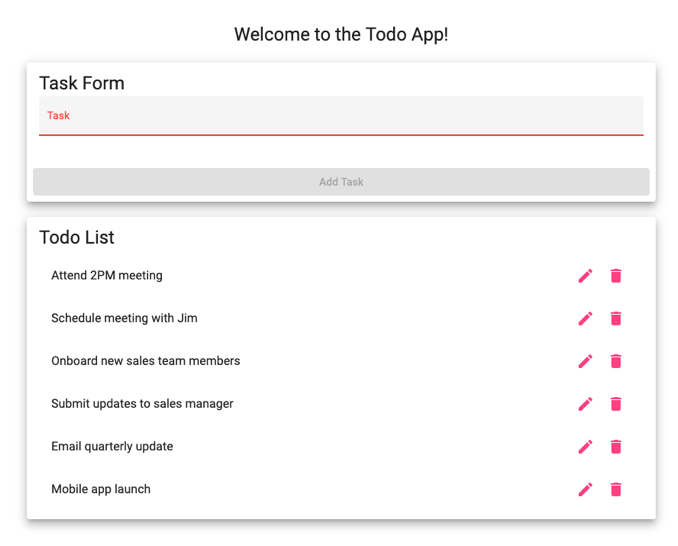 Welcome to the Todo App!
Task Form
Task
Add Task
Todo List
Attend 2PM meeting
Schedule meeting with Jim
Onboard new sales team members
Submit updates to sales manager
Email quarterly update
Mobile app launch